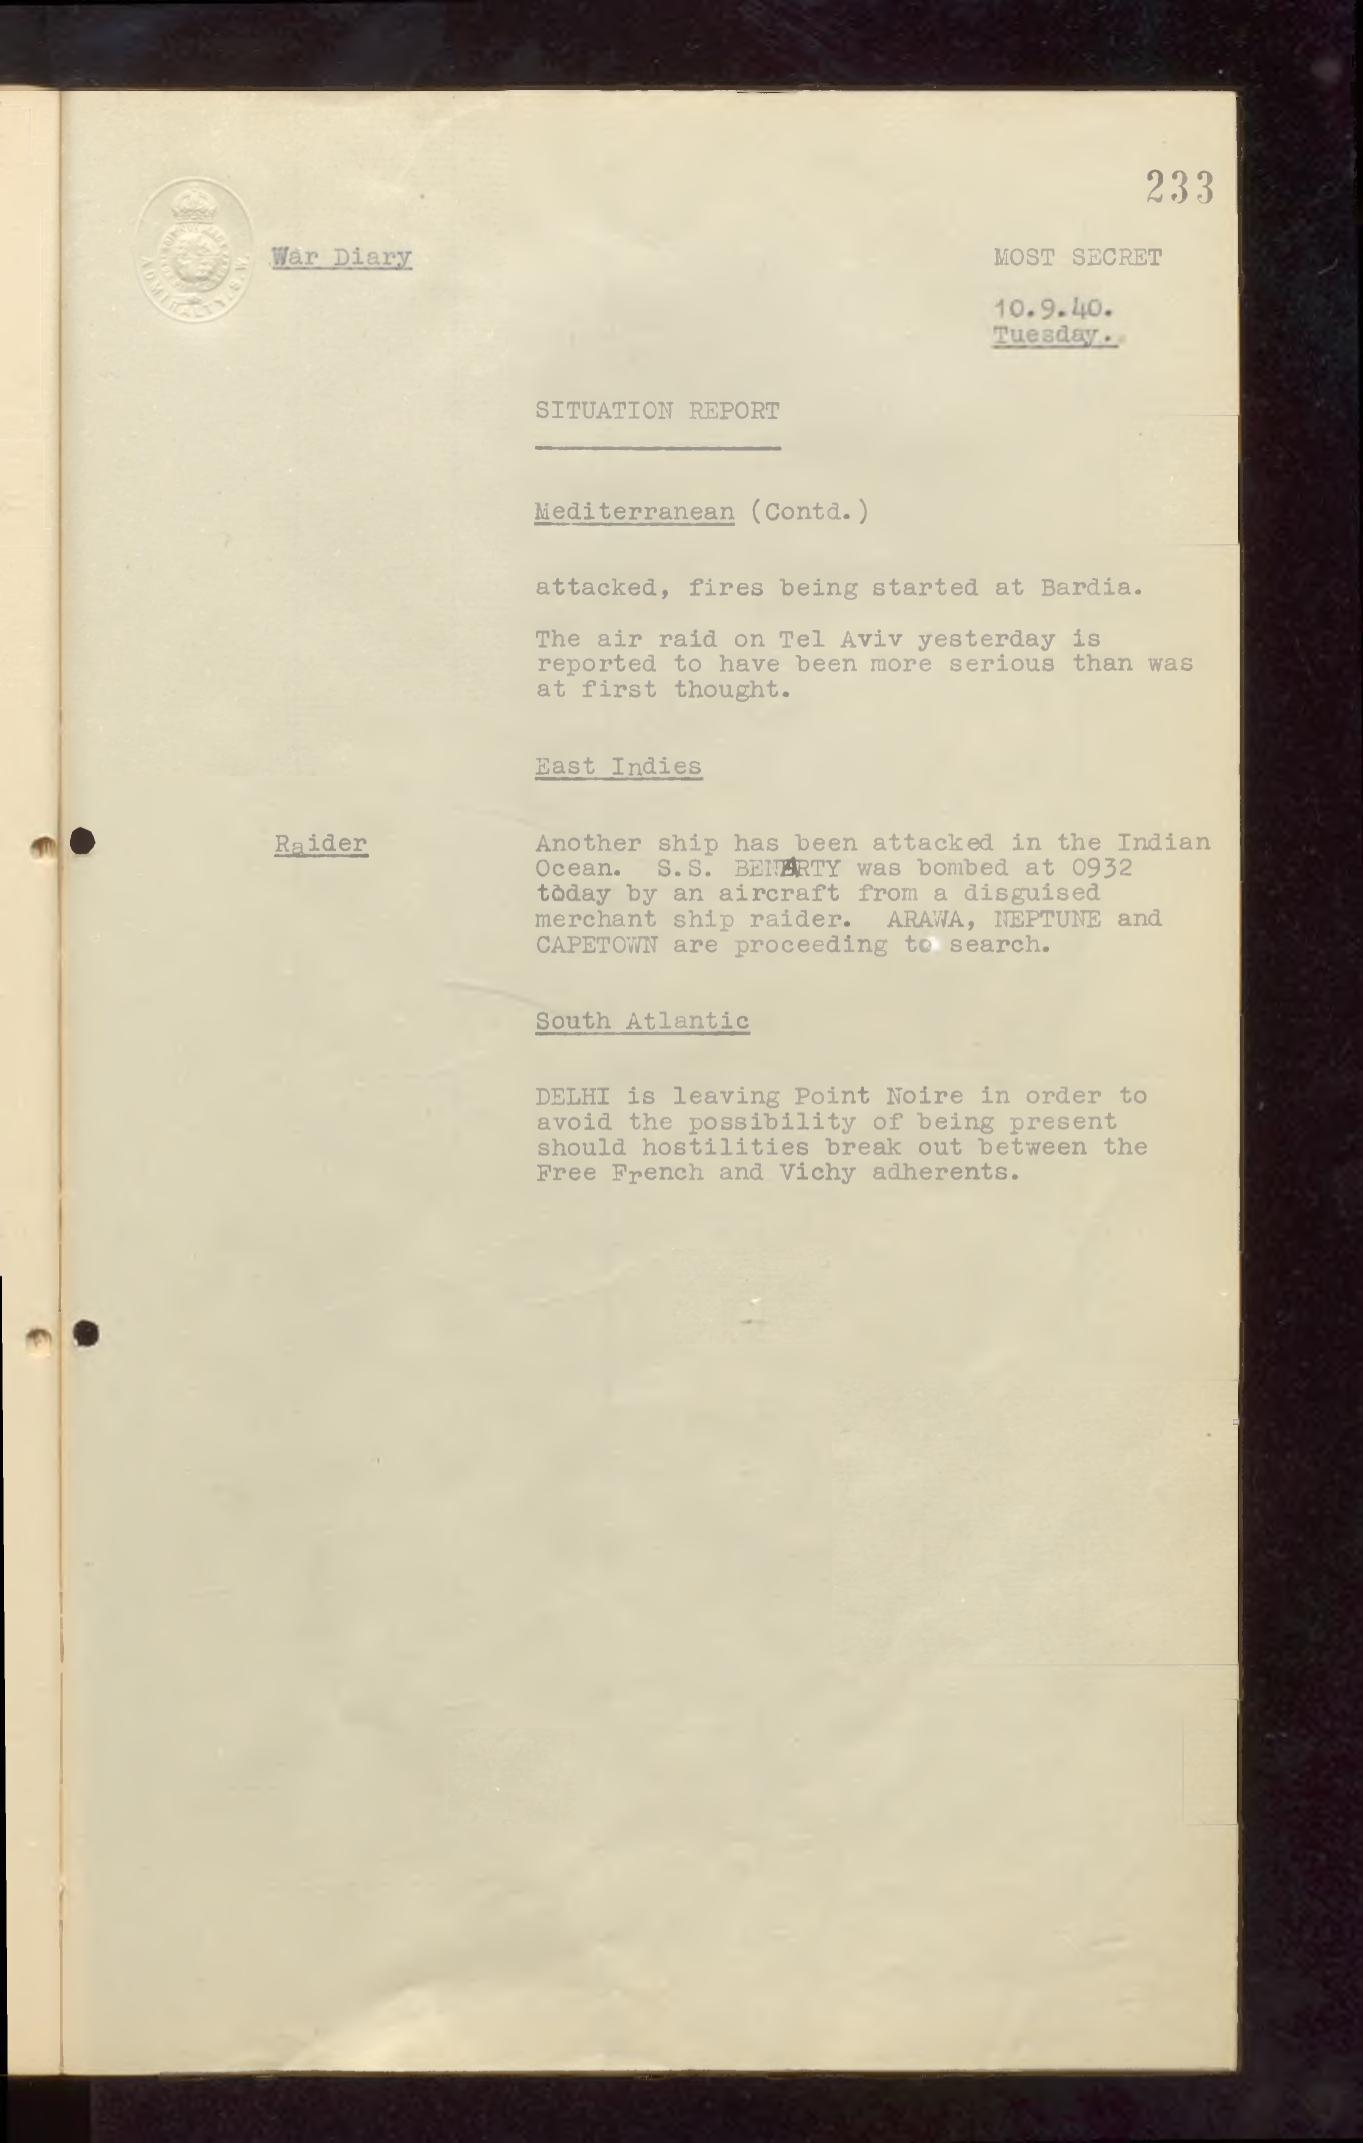 233
ADMIRALTY. S.W.
War Diary
MOST SECRET
10.9.40.
Tuesday.
SITUATION REPORT
Mediterranean (Contd.)
attacked, fires being started at Bardia.
The air raid on Tel Aviv yesterday is
reported to have been more serious than was
at first thought.
East Indies
Raider
Another ship has been attacked in the Indian
Ocean. S.S. BENARTY was bombed at 0932
today by an aircraft from a disguised
merchant ship raider. ARAWA, NEPTUNE and
CAPETOWN are proceeding to search.
South Atlantic
DELHI is leaving Point Noire in order to
avoid the possibility of being present
should hostilities break out between the
Free French and Vichy adherents.